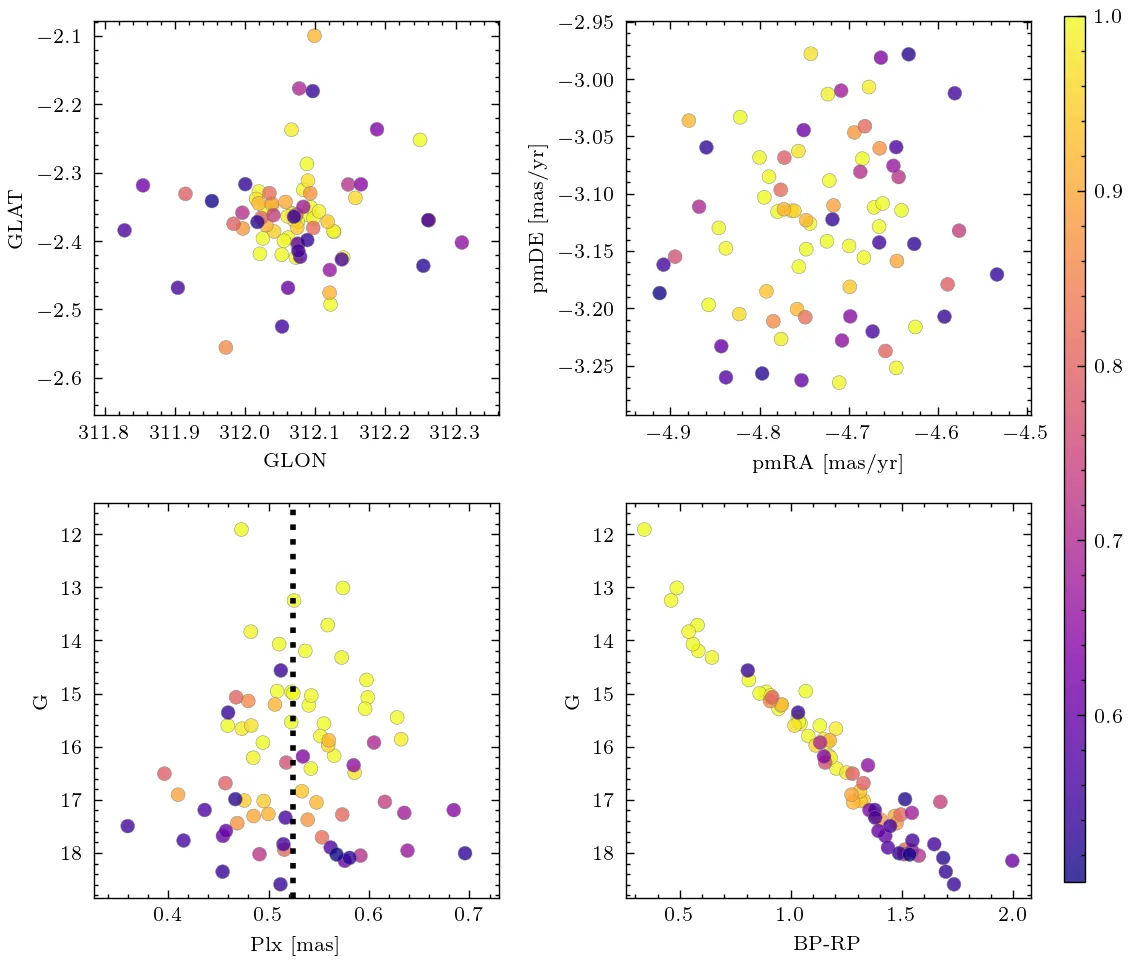 −2.1
−2.2
−2.3
−2.4
−2.5
−2.6
GLAT
311.8 311.9 312.0 312.1 312.2 312.3
GLON
−2.95
−3.00
−3.05
−3.10
−3.15
−3.20
−3.25
pmDE [mas/yr]
−4.9 −4.8 −4.7 −4.6 −4.5
pmRA [mas/yr]
1.0
0.9
0.8
0.7
0.6
12
13
14
15
16
17
18
G
0.4 0.5 0.6 0.7
Plx [mas]
12
13
14
15
16
17
18
G
0.5 1.0 1.5 2.0
BP-RP